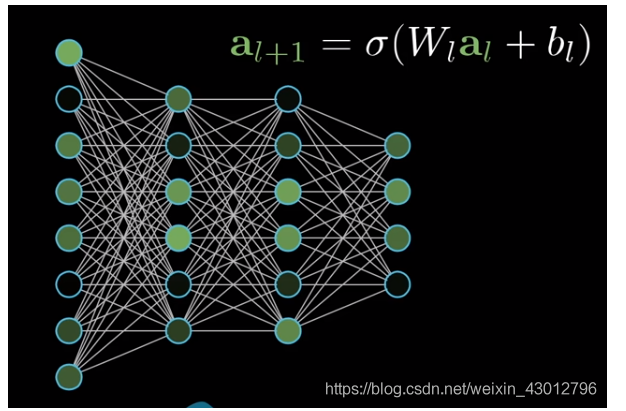 a_{l+1} = σ(W_l a_l + b_l)
https://blog.csdn.net/weixin_43012796